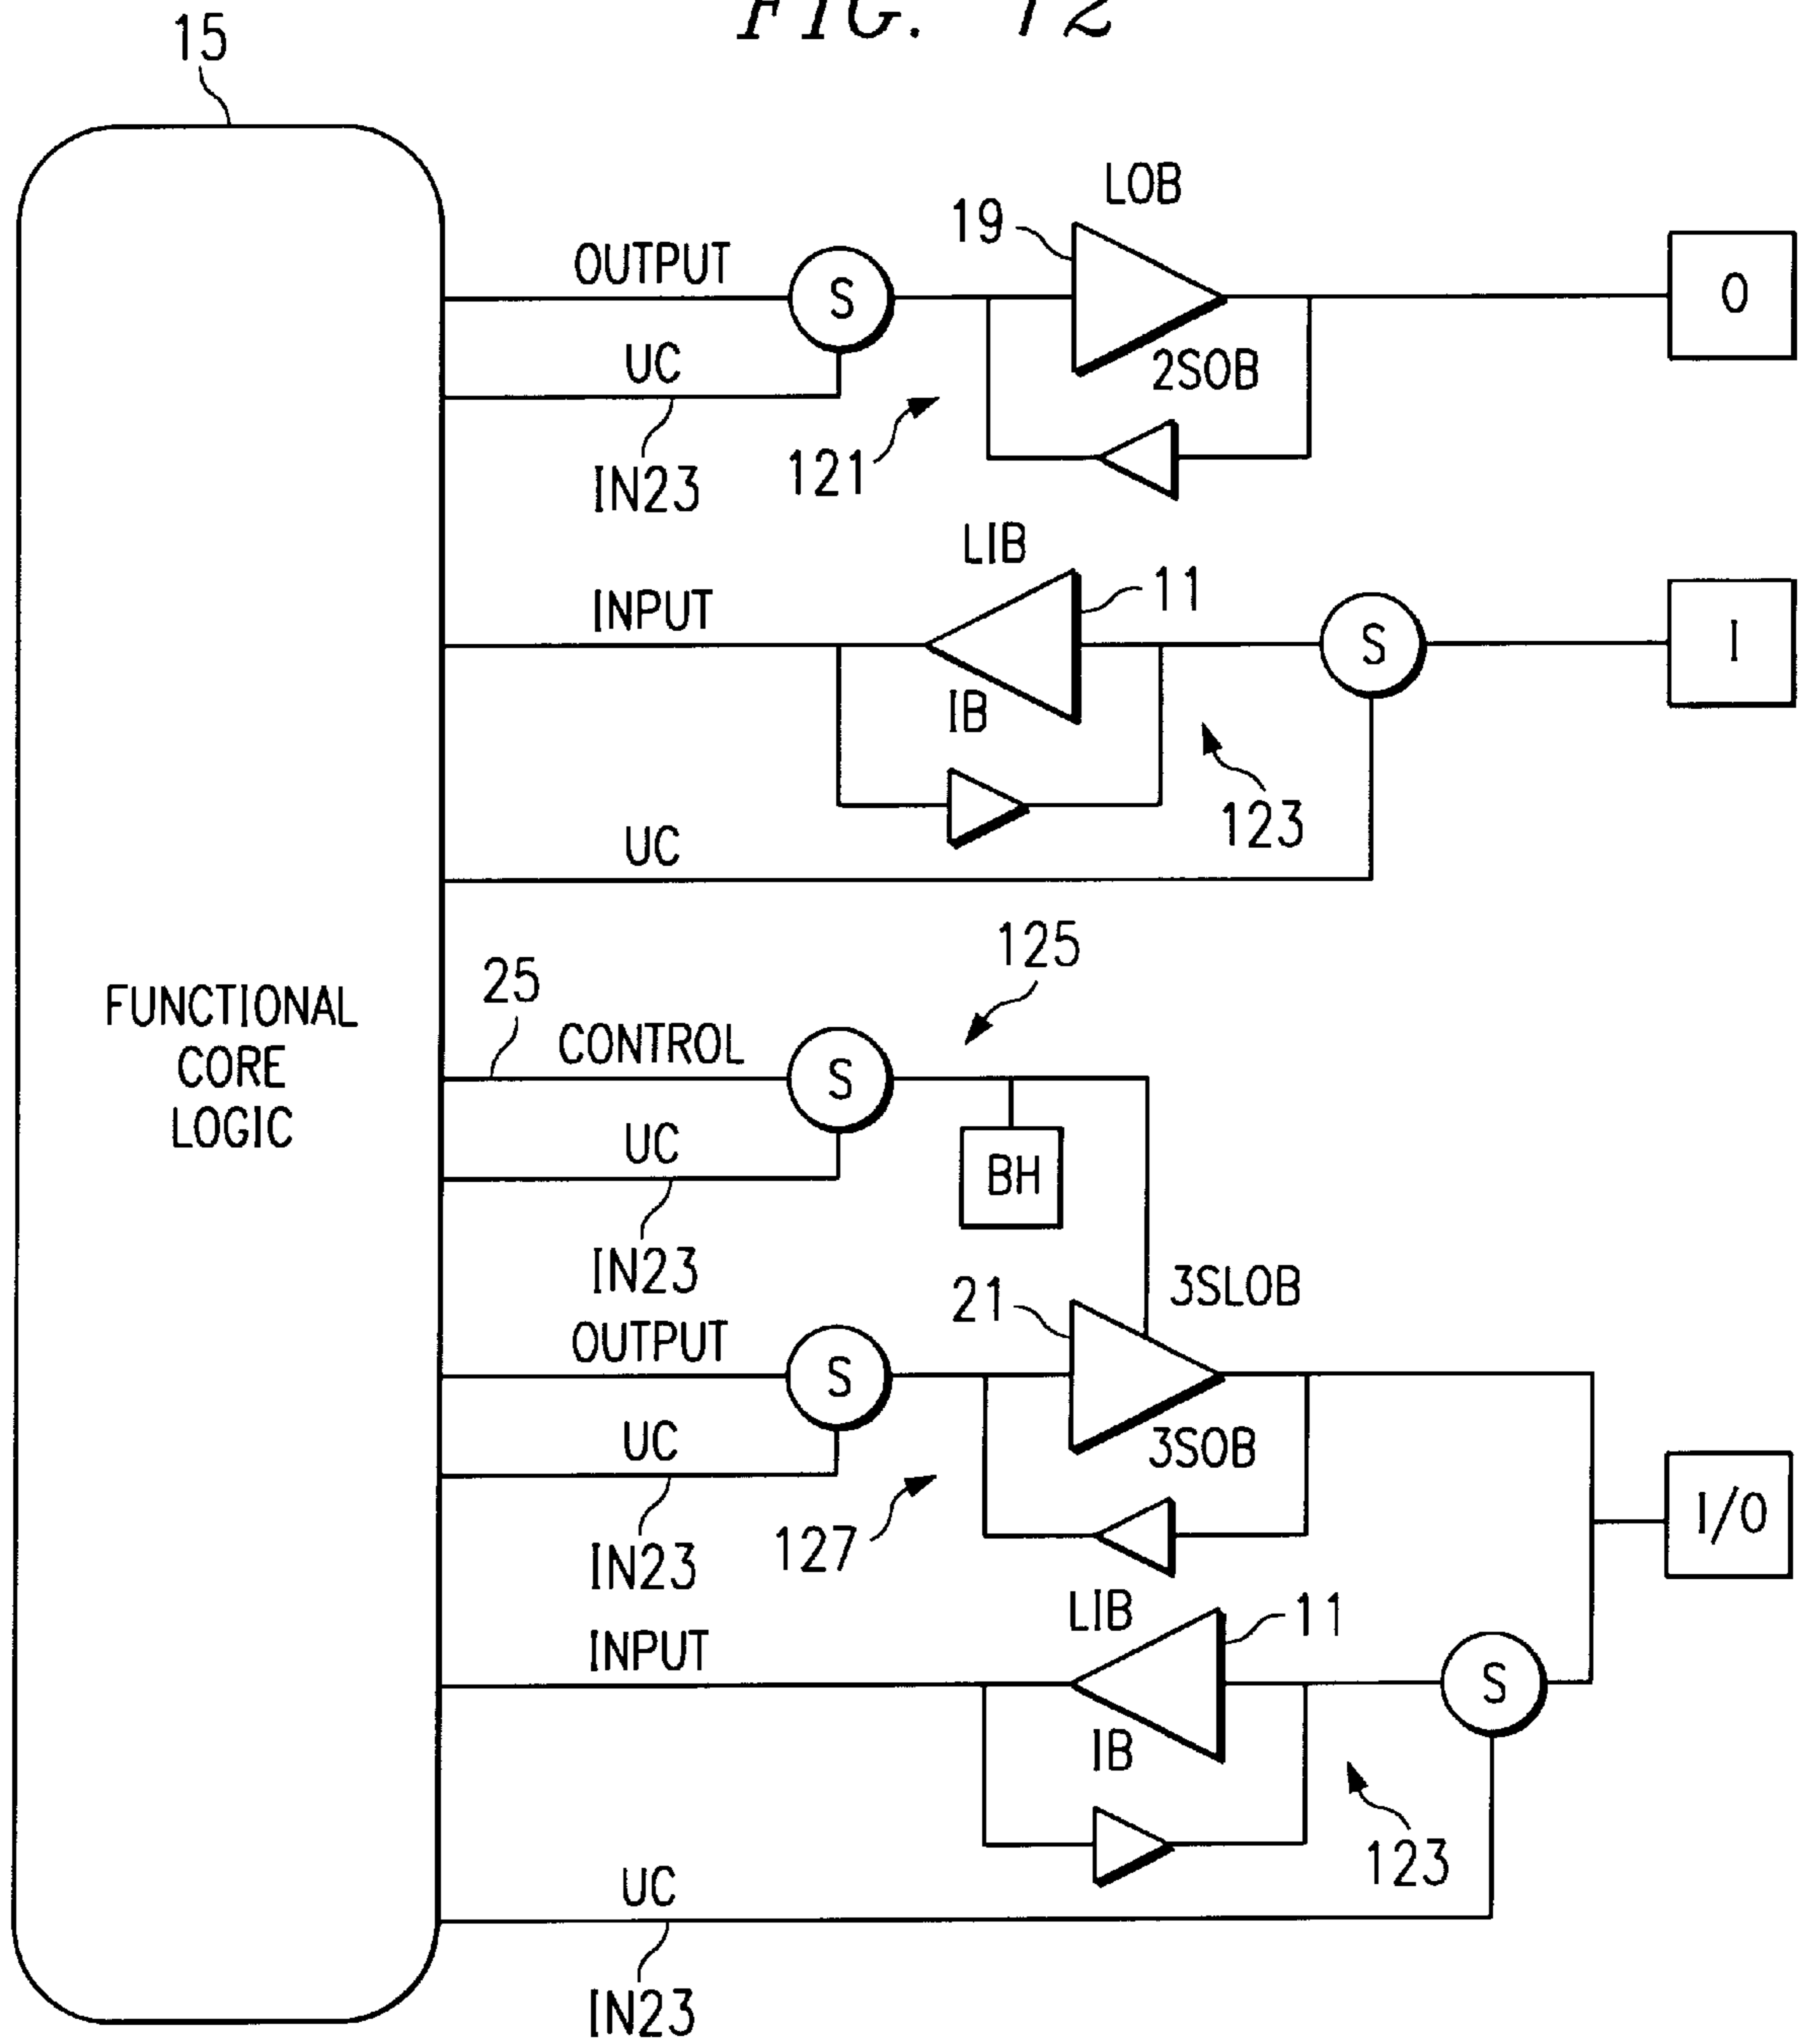 FIG. 12
15
LOB
19
OUTPUT
S
O
UC
2SOB
121
IN23
LIB
11
INPUT
S
I
IB
123
UC
125
25
CONTROL
S
FUNCTIONAL
CORE
LOGIC
UC
BH
IN23
3SLOB
21
OUTPUT
S
UC
3SOB
I/O
127
IN23
LIB
11
INPUT
S
IB
123
UC
IN23